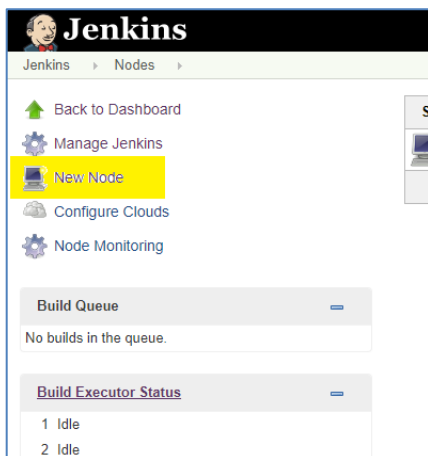 Jenkins
Jenkins Nodes
Back to Dashboard
Manage Jenkins
New Node
Configure Clouds
Node Monitoring
Build Queue
No builds in the queue.
Build Executor Status
1 Idle
2 Idle